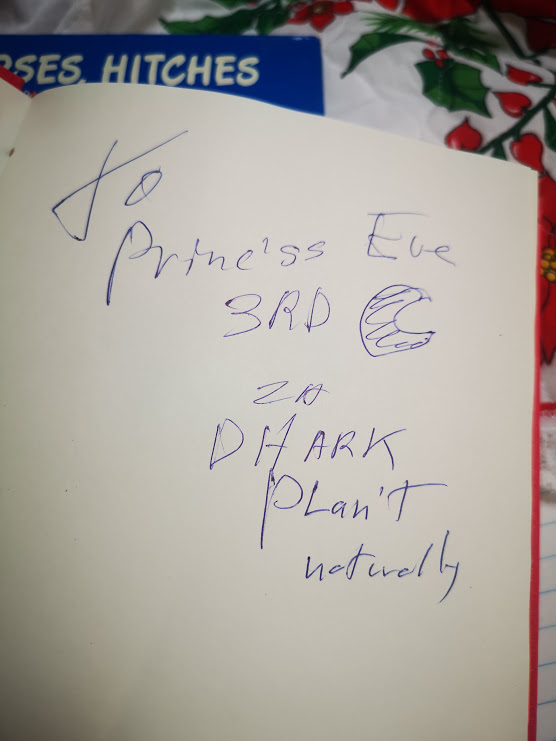 RSES, HITCHES
To
Princ'ss Eve
3RD
ZA
DHARK
PLan'T
naturally